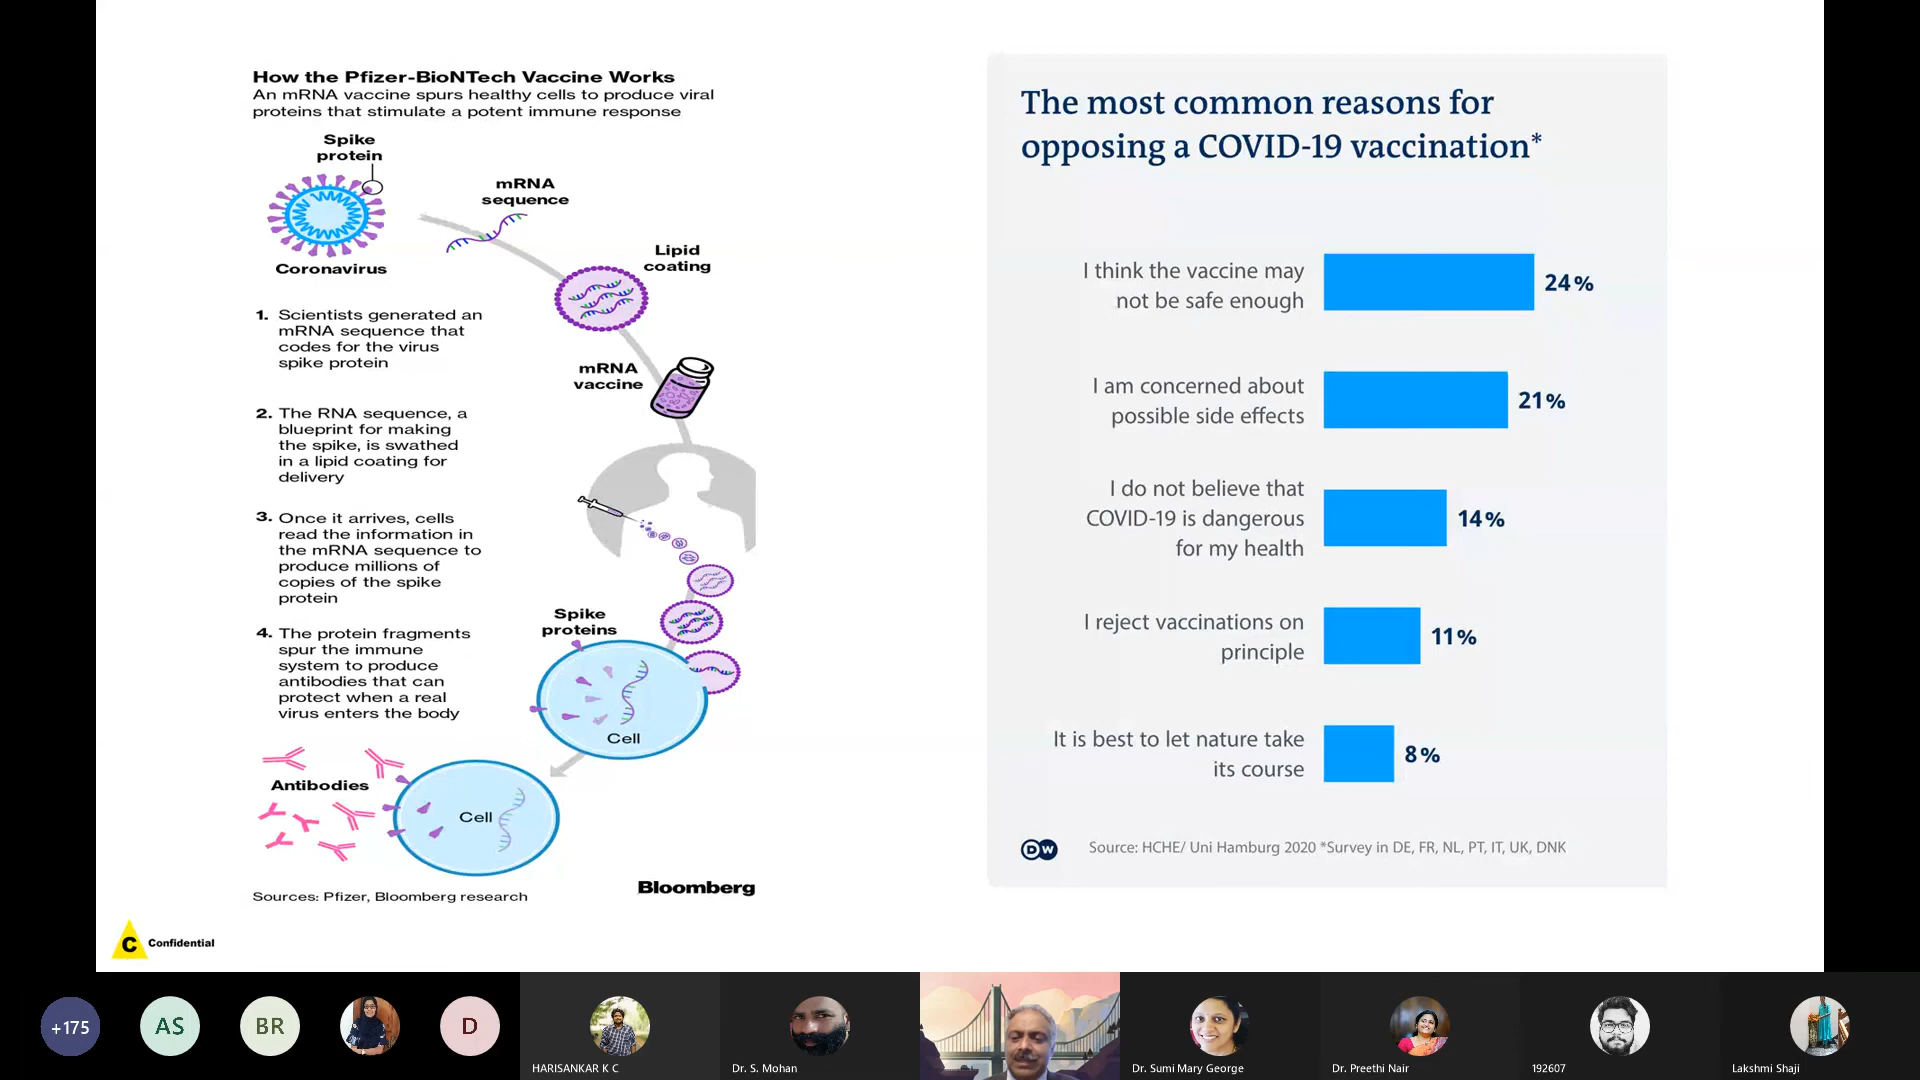 How the Pfizer-BioNTech Vaccine Works
An mRNA vaccine spurs healthy cells to produce viral
proteins that stimulate a potent immune response
Spike
protein
Coronavirus
mRNA
sequence
Lipid
coating
mRNA
vaccine
1. Scientists generated an
mRNA sequence that
codes for the virus
spike protein
2. The RNA sequence, a
blueprint for making
the spike, is swathed
in a lipid coating for
delivery
3. Once it arrives, cells
read the information in
the mRNA sequence to
produce millions of
copies of the spike
protein
4. The protein fragments
spur the immune
system to produce
antibodies that can
protect when a real
virus enters the body
Spike
proteins
Cell
Antibodies
Cell
Sources: Pfizer, Bloomberg research
Bloomberg
The most common reasons for
opposing a COVID-19 vaccination*
I think the vaccine may
not be safe enough
24%
I am concerned about
possible side effects
21%
I do not believe that
COVID-19 is dangerous
for my health
14%
I reject vaccinations on
principle
11%
It is best to let nature take
its course
8%
DW
Source: HCHE/ Uni Hamburg 2020 *Survey in DE, FR, NL, PT, IT, UK, DNK
C Confidential
+175
AS
BR
D
HARISANKAR K C
Dr. S. Mohan
Dr. Sumi Mary George
Dr. Preethi Nair
192607
Lakshmi Shaji